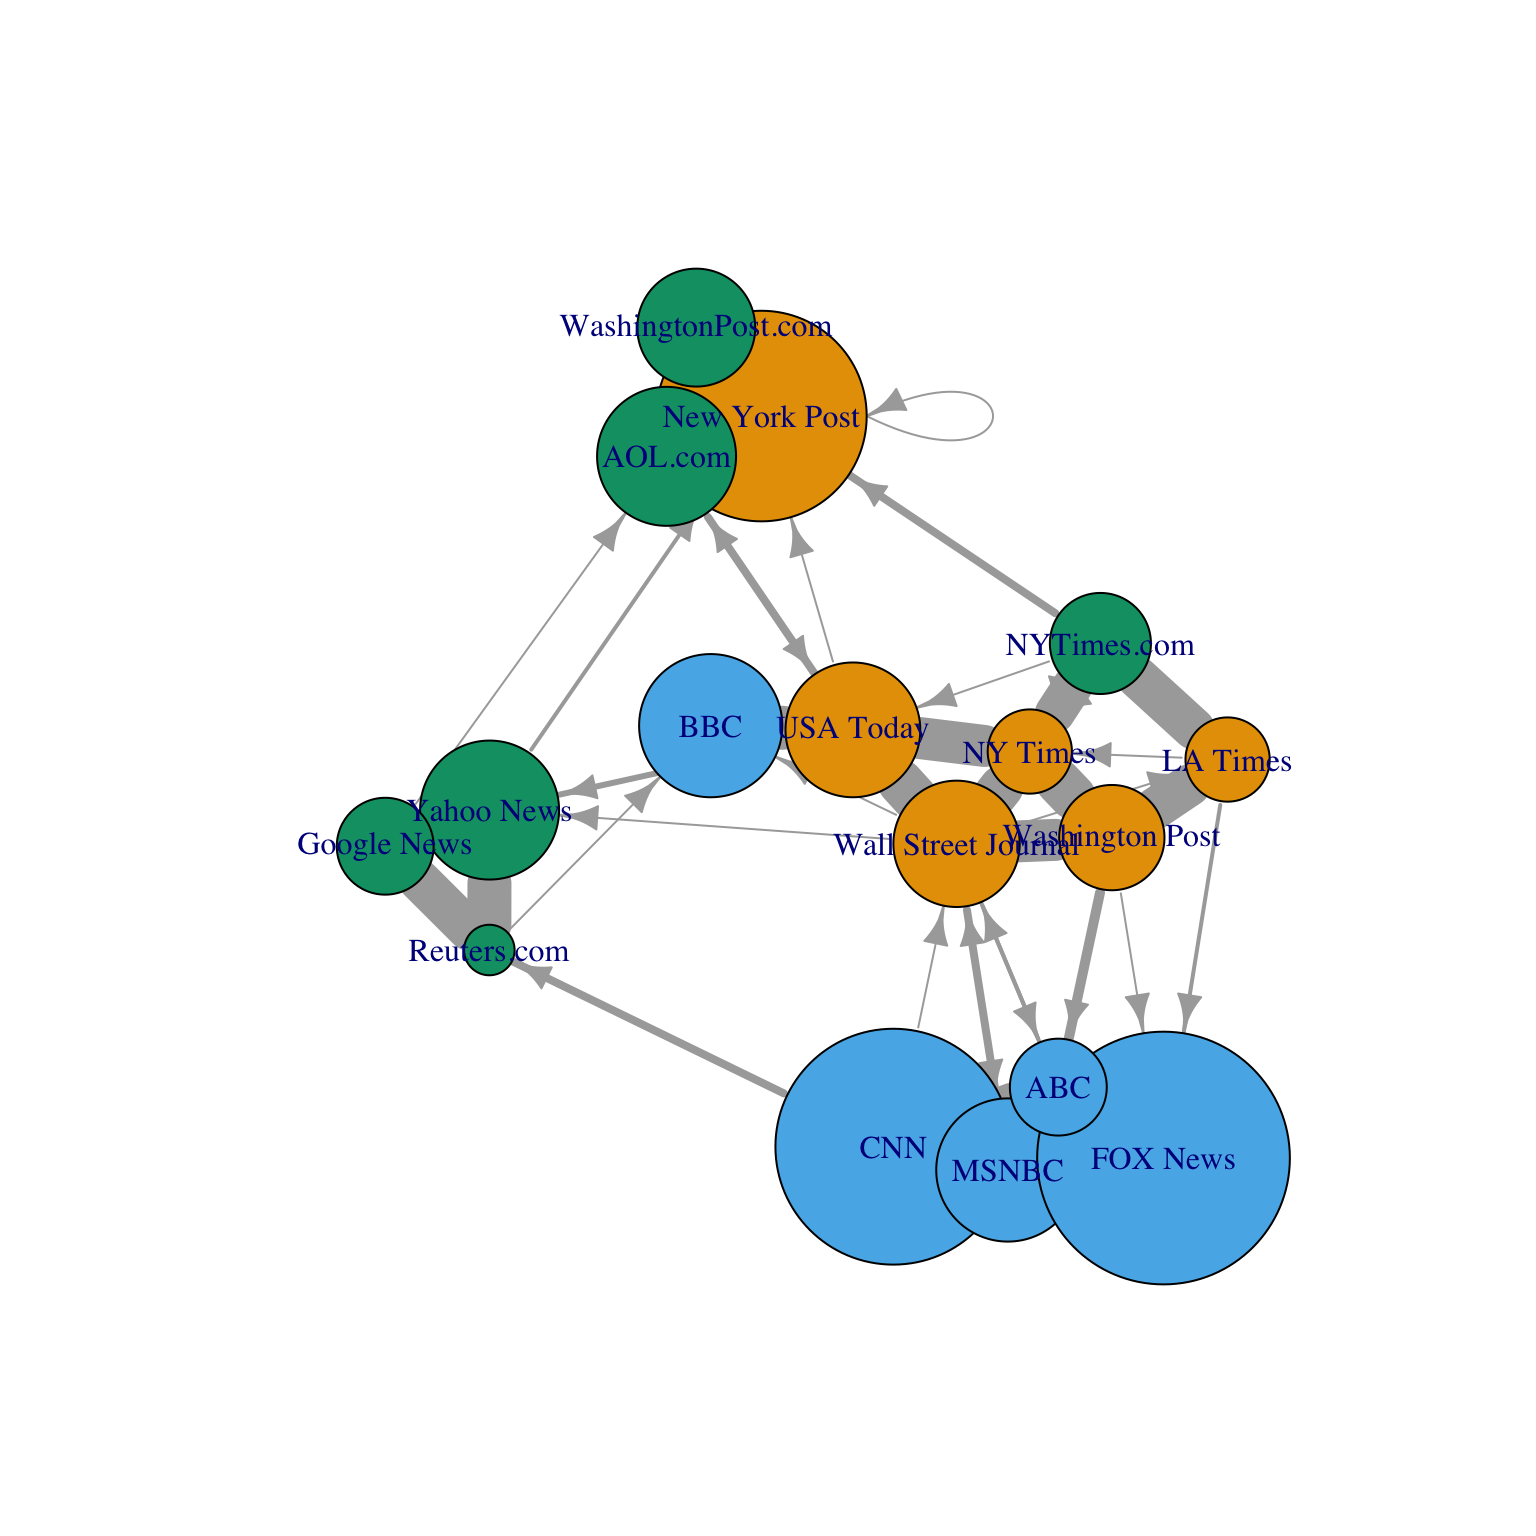 WashingtonPost.com
New York Post
AOL.com
NYTimes.com
BBC
USA Today
NY Times
LA Times
Yahoo News
Google News
Wall Street Journal
Washington Post
Reuters.com
ABC
CNN
MSNBC
FOX News